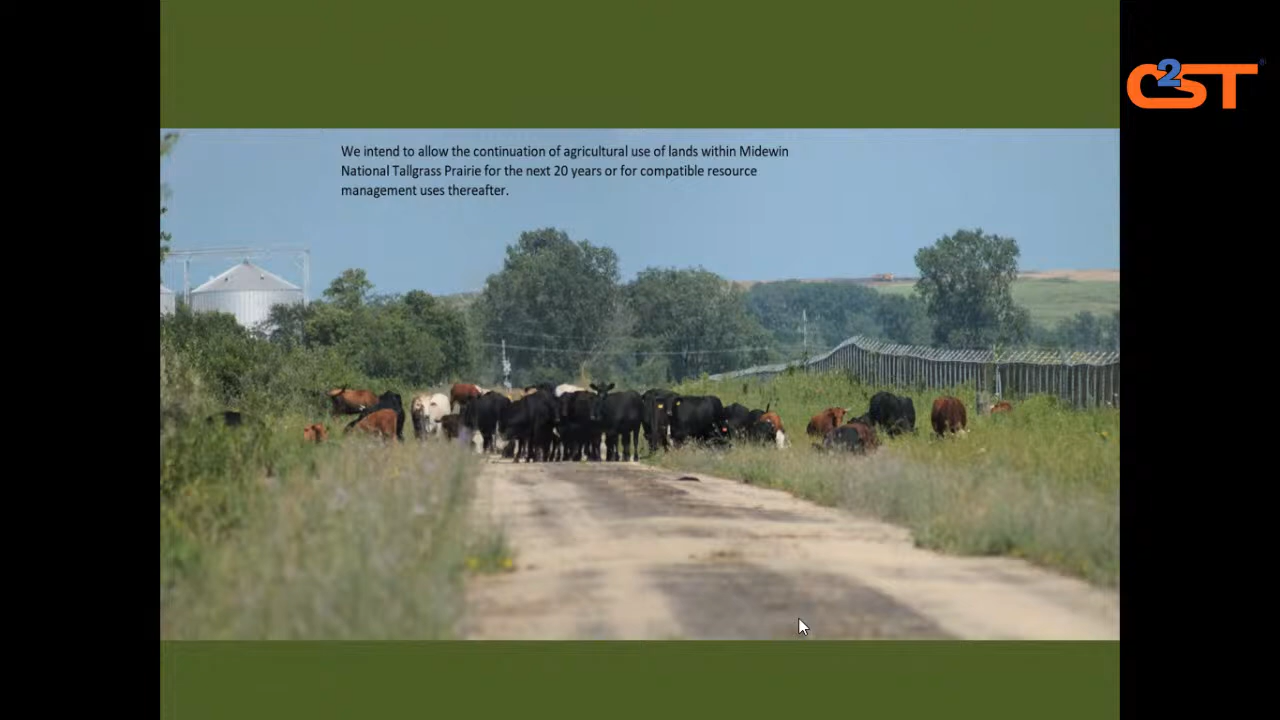 C2ST
We intend to allow the continuation of agricultural use of lands within Midewin
National Tallgrass Prairie for the next 20 years or for compatible resource
management uses thereafter.